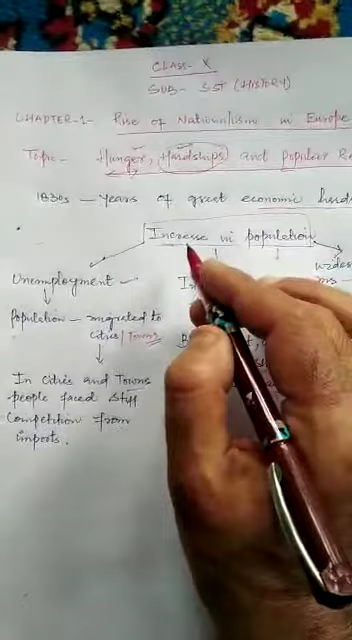 CLASS- X
SUB- SST (HISTORY)
CHAPTER-1- Rise of Nationalism in Europe
Topic- Hunger, Hardships and popular Re
1830s - Years of great economic hards
Increase in population
Unemployment -
Population - migrated to
cities/Towns
In cities and Towns
people faced stiff
Competition from
imports.